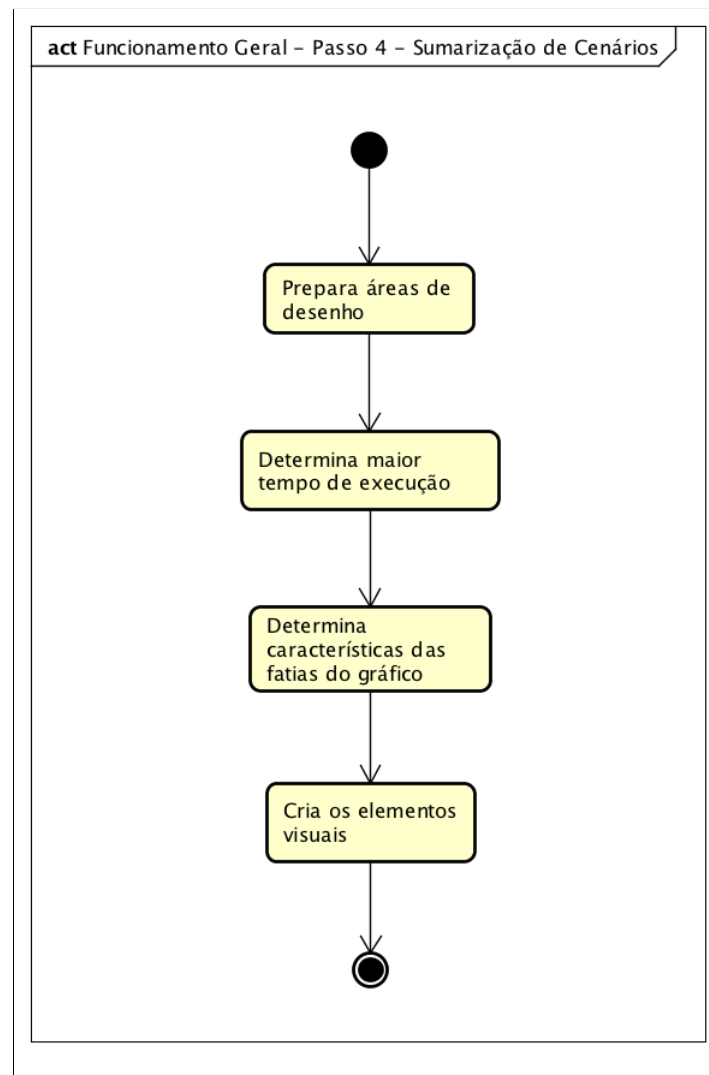 act Funcionamento Geral – Passo 4 – Sumarização de Cenários
Prepara áreas de
desenho
Determina maior
tempo de execução
Determina
características das
fatias do gráfico
Cria os elementos
visuais